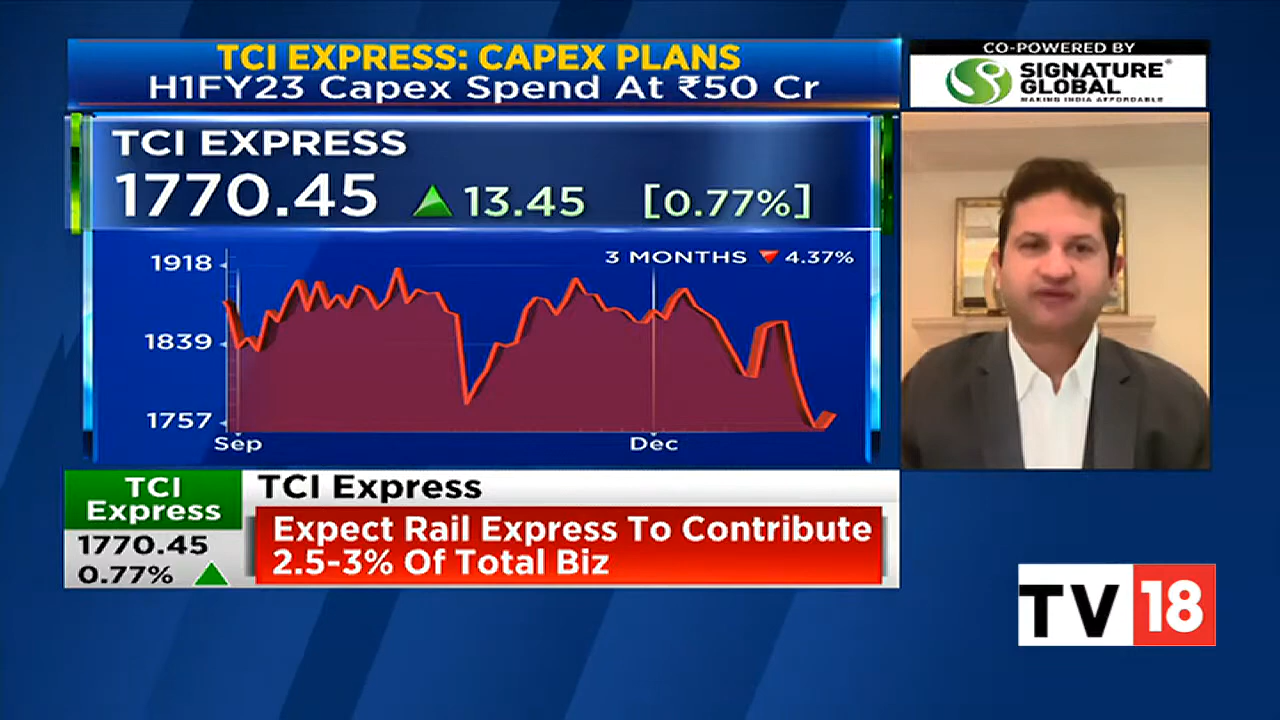 TCI EXPRESS: CAPEX PLANS
H1FY23 Capex Spend At ₹50 Cr
CO-POWERED BY
SIGNATURE
GLOBAL
MAKING INDIA AFFORDABLE
TCI EXPRESS
1770.45 ▲ 13.45 [0.77%]
3 MONTHS ▼ 4.37%
1918
1839
1757
Sep Dec
TCI
Express
1770.45
0.77% ▲
TCI Express
Expect Rail Express To Contribute
2.5-3% Of Total Biz
TV 18